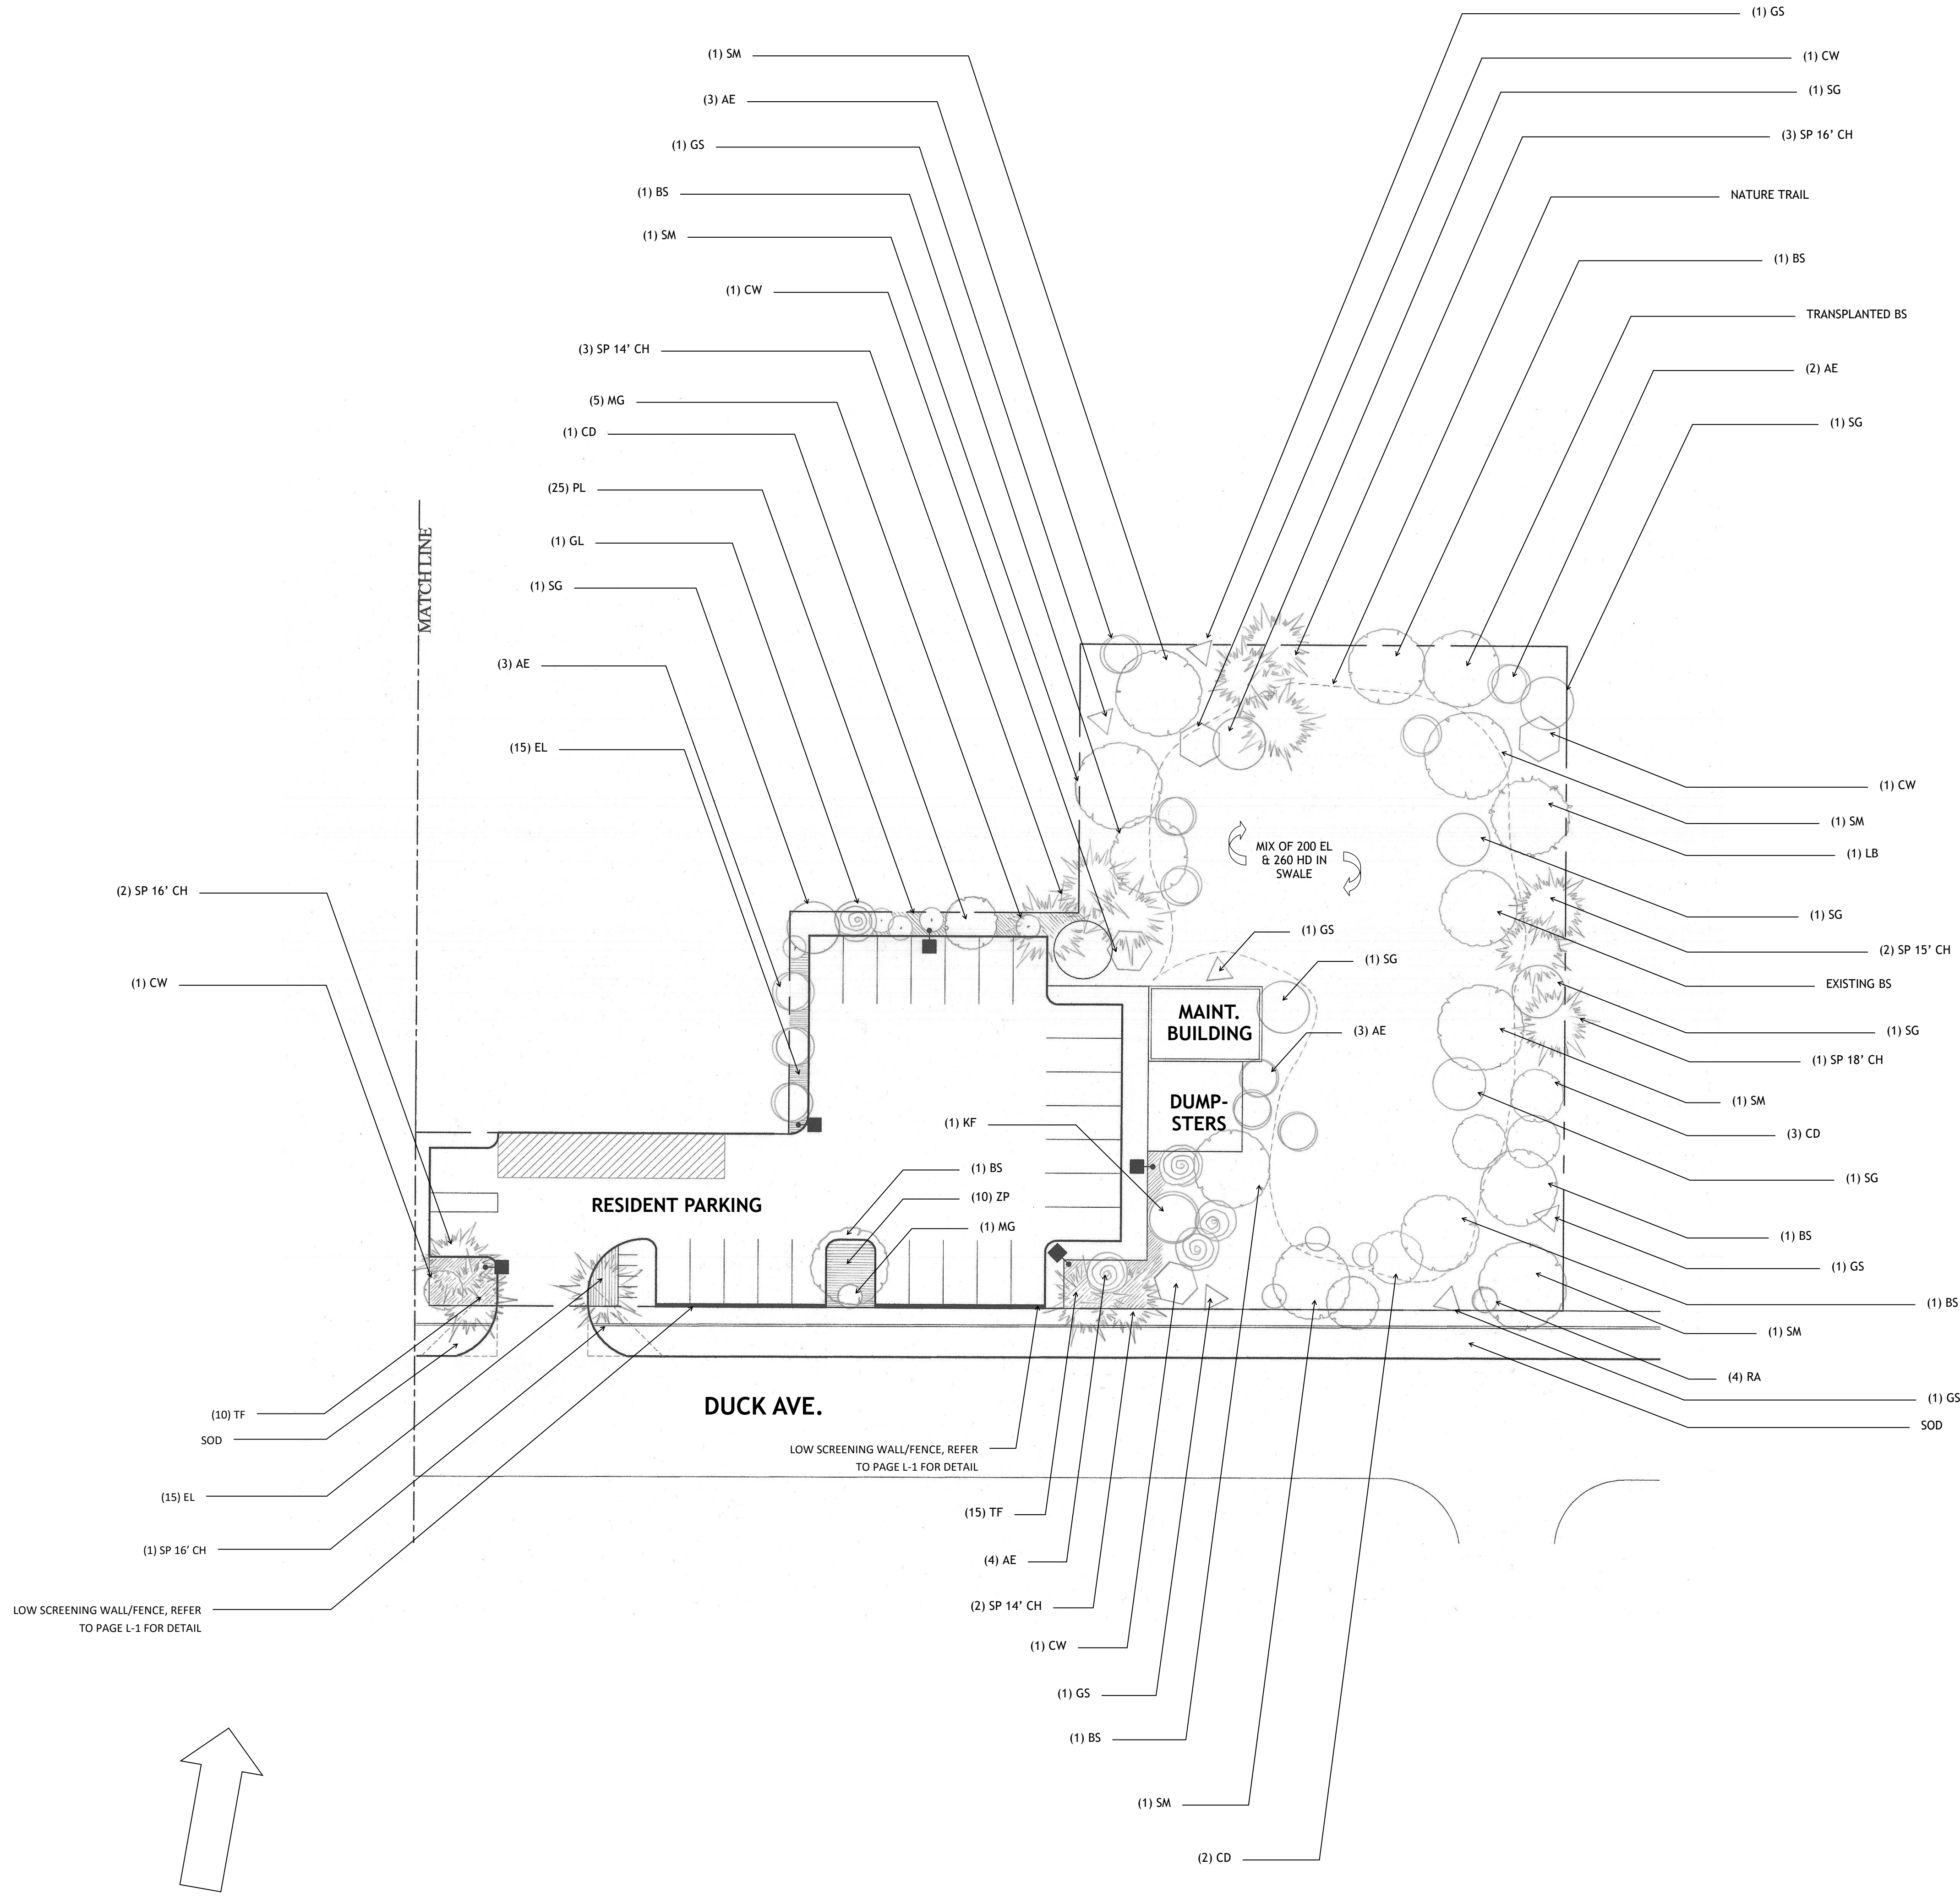 (1) GS
(1) SM
(1) CW
(1) SG
(3) AE
(3) SP 16’ CH
(1) GS
(1) BS
NATURE TRAIL
(1) SM
(1) BS
(1) CW
TRANSPLANTED BS
(3) SP 14’ CH
(2) AE
(5) MG
(1) SG
(1) CD
(25) PL
(1) GL
MATCH LINE
(1) SG
(3) AE
(15) EL
(1) CW
(1) SM
(1) LB
MIX OF 200 EL
& 260 HD IN
SWALE
(2) SP 16’ CH
(1) SG
(1) GS
(2) SP 15’ CH
(1) SG
(1) CW
EXISTING BS
MAINT.
BUILDING
(3) AE
(1) SG
(1) SP 18’ CH
DUMP-
STERS
(1) SM
(1) KF
(3) CD
(1) BS
(1) SG
RESIDENT PARKING
(10) ZP
(1) MG
(1) BS
(1) GS
(1) BS
(1) SM
(4) RA
(1) GS
DUCK AVE.
(10) TF
SOD
SOD
LOW SCREENING WALL/FENCE, REFER
TO PAGE L-1 FOR DETAIL
(15) EL
(15) TF
(1) SP 16’ CH
(4) AE
LOW SCREENING WALL/FENCE, REFER
TO PAGE L-1 FOR DETAIL
(2) SP 14’ CH
(1) CW
(1) GS
(1) BS
(1) SM
(2) CD